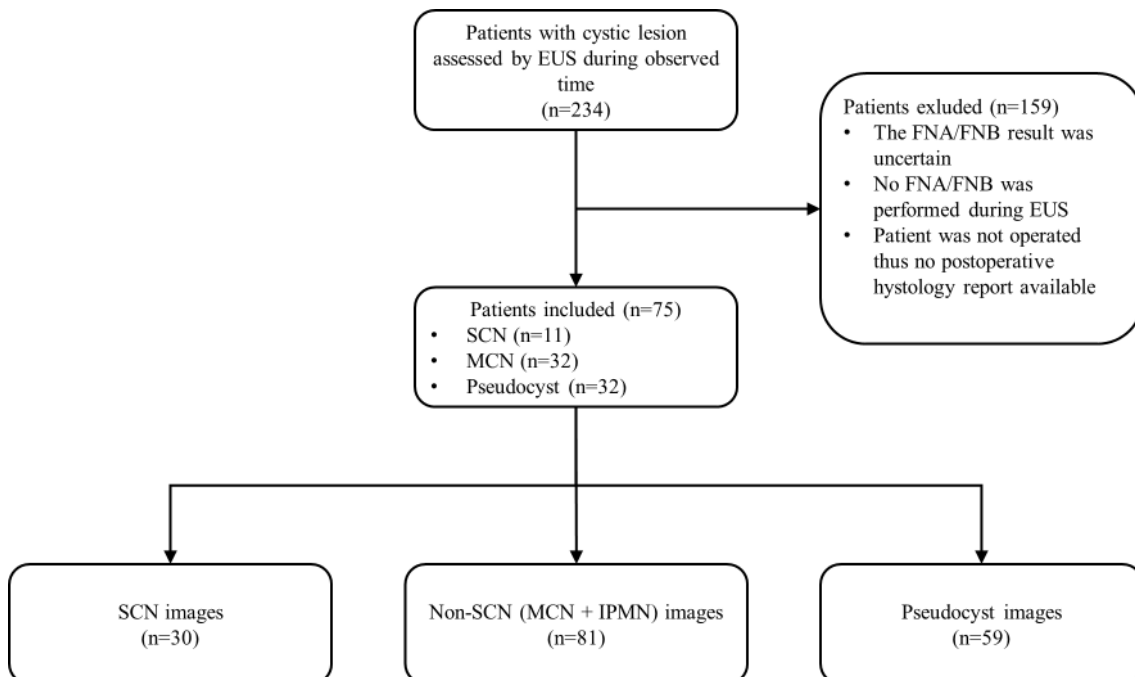 Patients with cystic lesion
assessed by EUS during observed
time
(n=234)
Patients exluded (n=159)
• The FNA/FNB result was
uncertain
• No FNA/FNB was
performed during EUS
• Patient was not operated
thus no postoperative
hystology report available
Patients included (n=75)
• SCN (n=11)
• MCN (n=32)
• Pseudocyst (n=32)
SCN images
(n=30)
Non-SCN (MCN + IPMN) images
(n=81)
Pseudocyst images
(n=59)